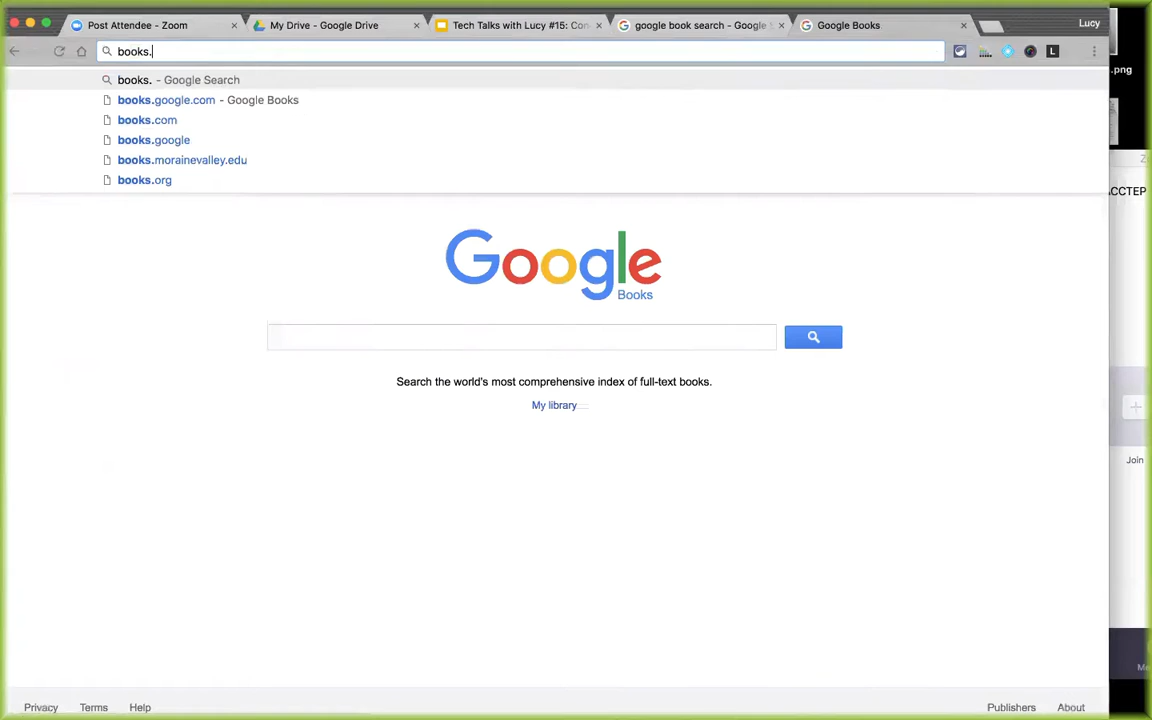 Post Attendee - Zoom
My Drive - Google Drive
Tech Talks with Lucy #15: Con
google book search - Google
Google Books
Lucy
books.
L
.png
books. - Google Search
books.google.com - Google Books
books.com
books.google
books.morainevalley.edu
books.org
ACCTEP
Google
Books
Search the world's most comprehensive index of full-text books.
My library
Join
Privacy
Terms
Help
Publishers
About